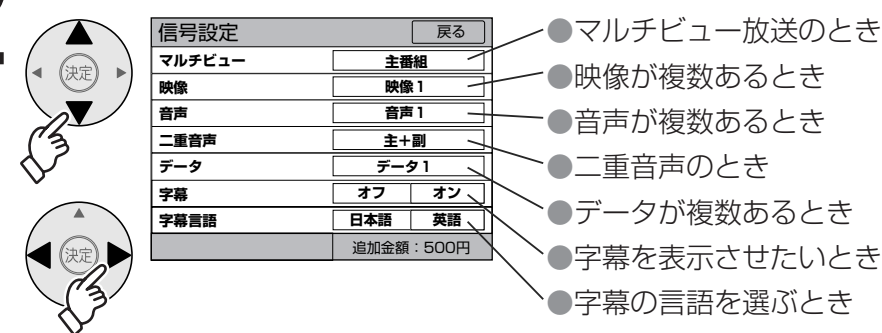 決定
決定
信号設定 戻る
マルチビュー 主番組
映像 映像1
音声 音声1
二重音声 主+副
データ データ1
字幕 オフ オン
字幕言語 日本語 英語
追加金額:500円
●マルチビュー放送のとき
●映像が複数あるとき
●音声が複数あるとき
●二重音声のとき
●データが複数あるとき
●字幕を表示させたいとき
●字幕の言語を選ぶとき